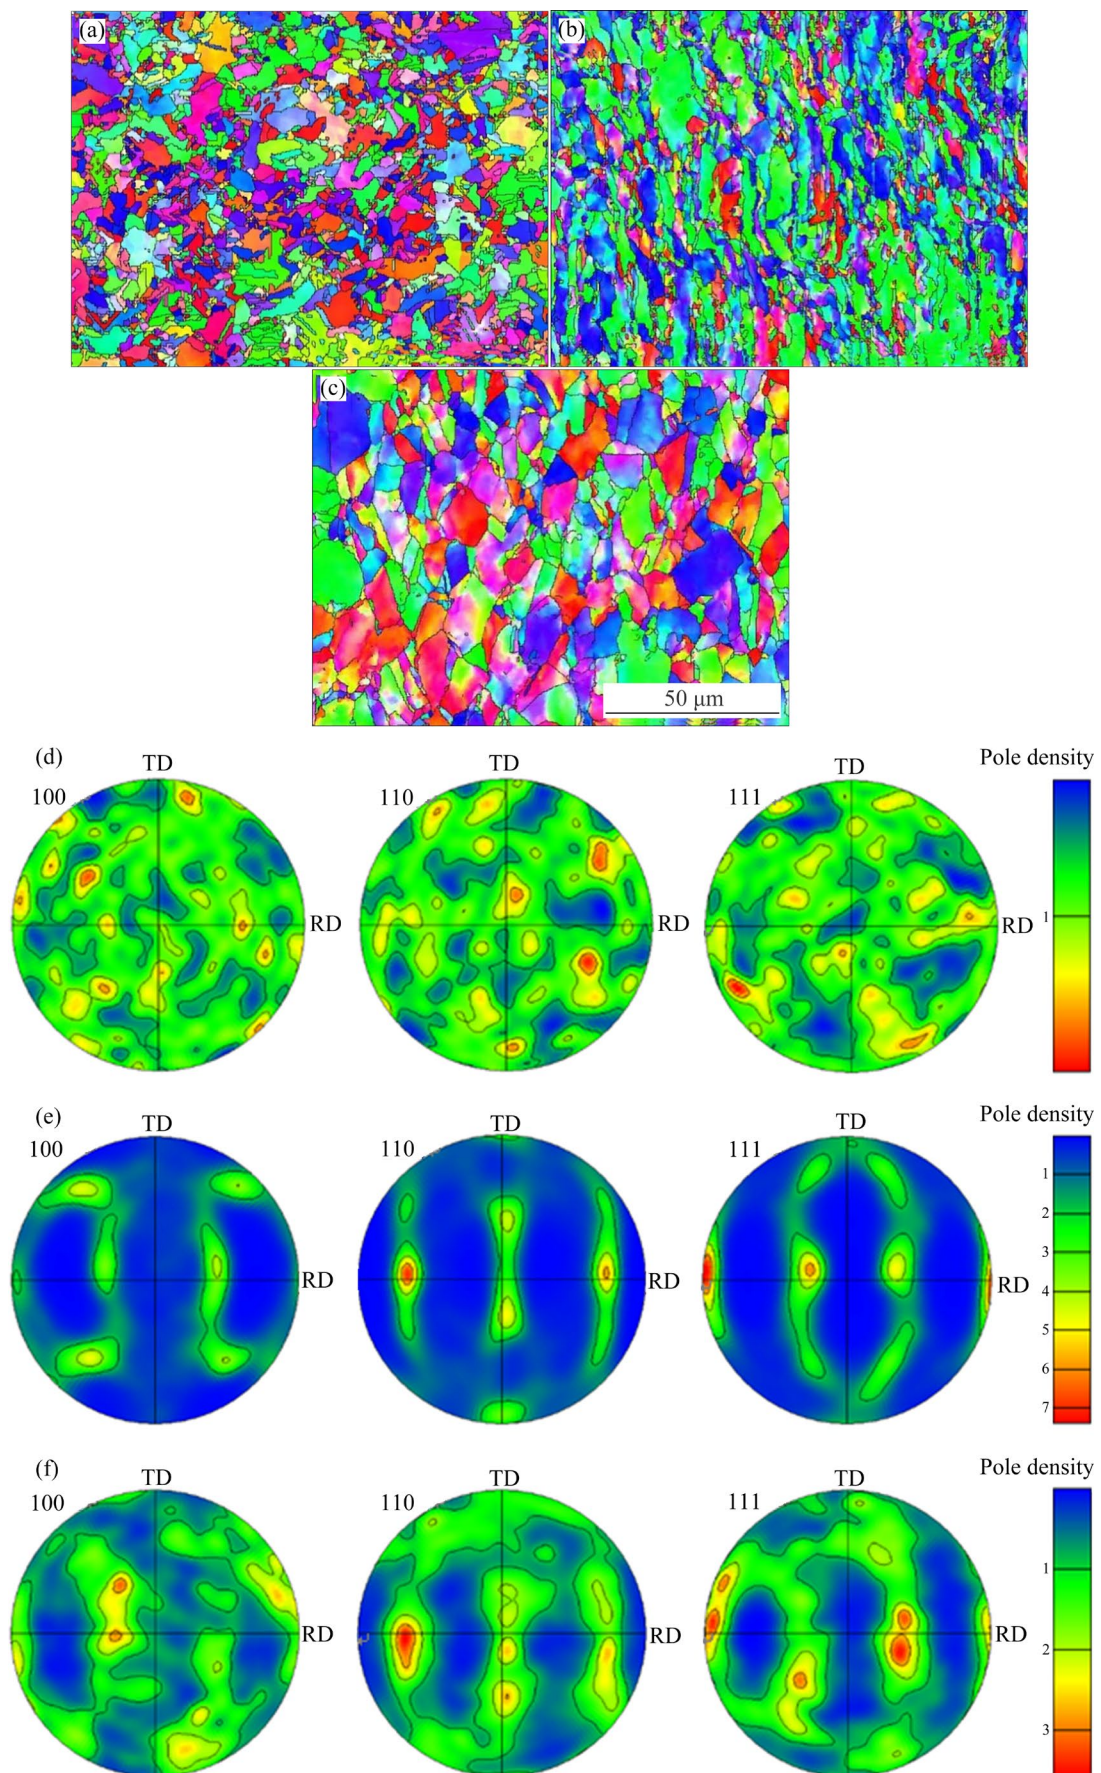 (a)
(b)
(c)
50 μm
(d)
TD
TD
TD
Pole density
100
110
111
RD
RD
RD
1
(e)
TD
TD
TD
Pole density
100
110
111
RD
RD
RD
1
2
3
4
5
6
7
(f)
TD
TD
TD
Pole density
100
110
111
RD
RD
RD
1
2
3